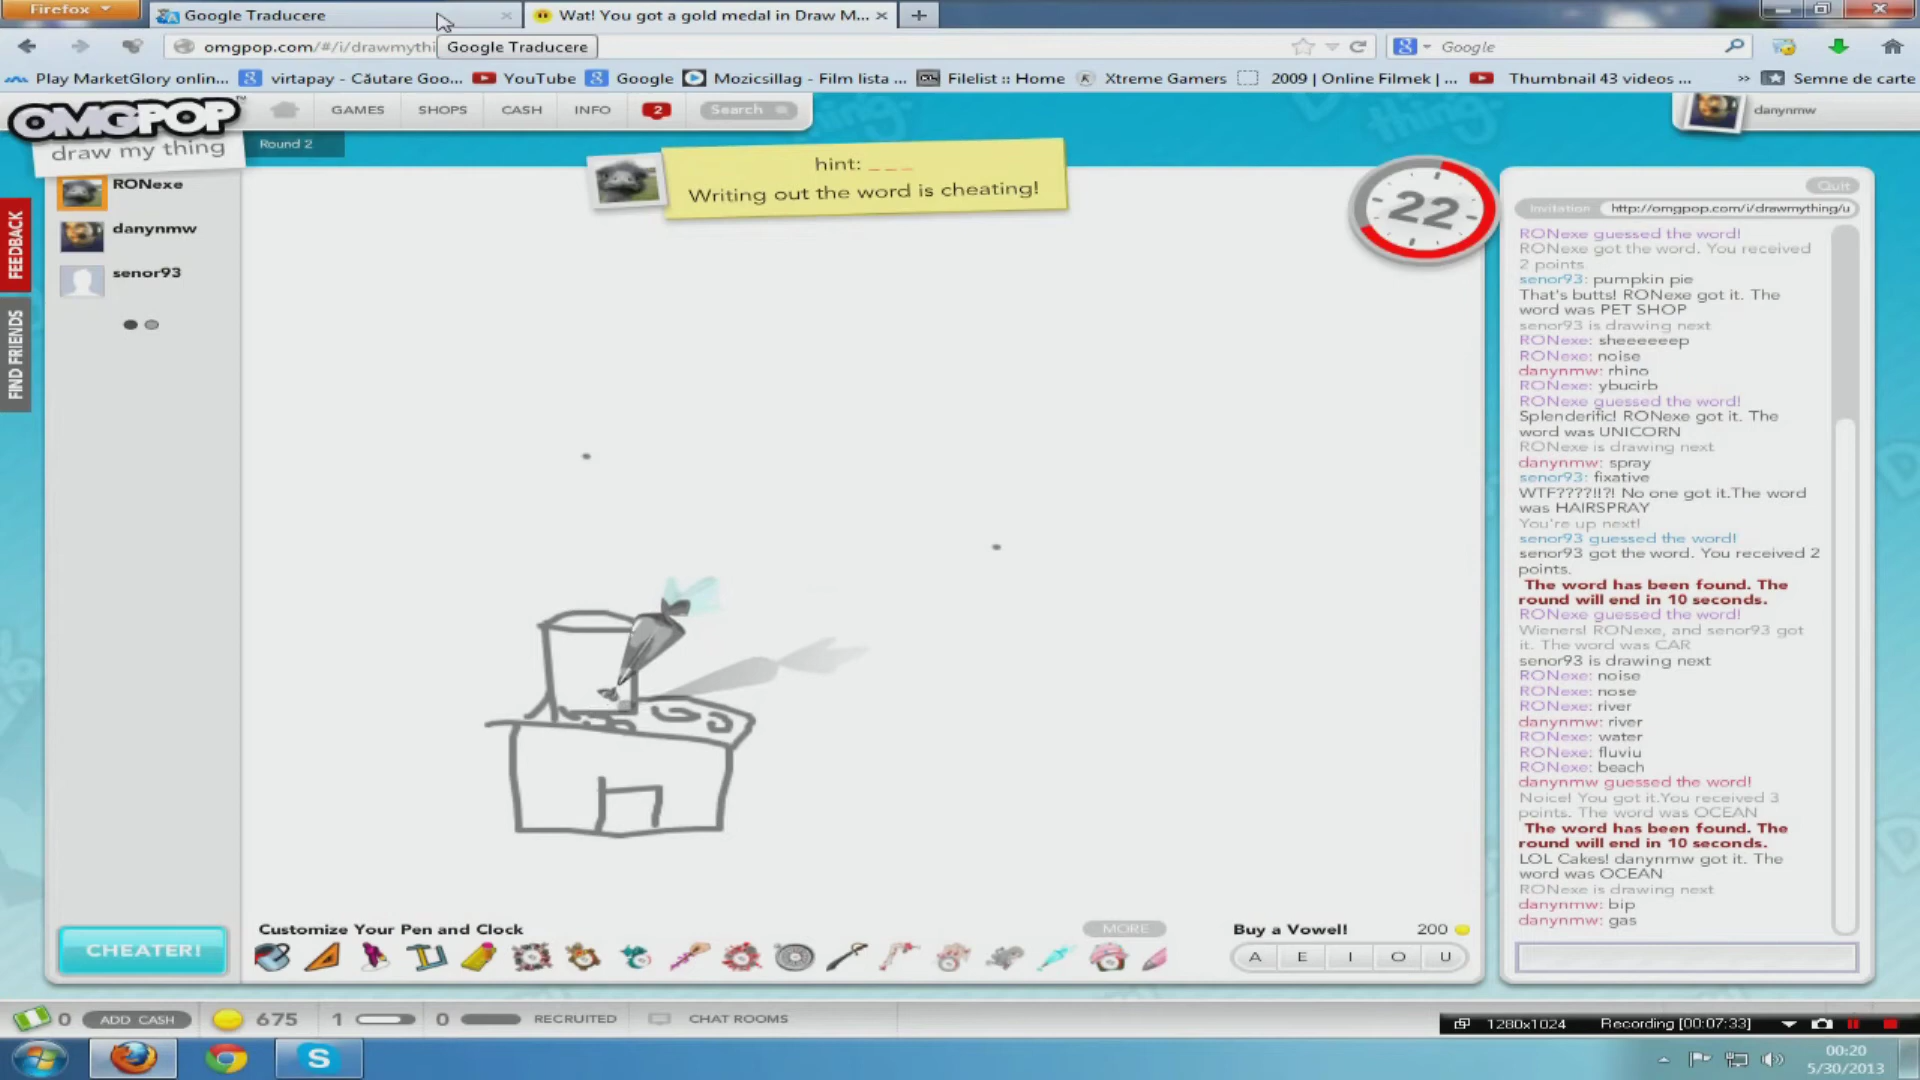 Firefox
Google Traducere
Wat! You got a gold medal in Draw M...
omgpop.com/#/i/drawmythi
Google Traducere
Google
Play MarketGlory onlin...
virtapay - Căutare Goo...
YouTube
Google
Mozicsillag - Film lista ...
Filelist :: Home
Xtreme Gamers
2009 | Online Filmek | ...
Thumbnail 43 videos ...
Semne de carte
OMGPOP
GAMES
SHOPS
CASH
INFO
2
Search
danynmw
draw my thing
Round 2
RONexe
danynmw
senor93
FEEDBACK
FIND FRIENDS
hint: _ _ _
Writing out the word is cheating!
22
Quit
Invitation
http://omgpop.com/i/drawmything/u
RONexe guessed the word!
RONexe got the word. You received
2 points.
senor93: pumpkin pie
That's butts! RONexe got it. The
word was PET SHOP
senor93 is drawing next
RONexe: sheeeeeep
RONexe: noise
danynmw: rhino
RONexe: ybucirb
RONexe guessed the word!
Splenderific! RONexe got it. The
word was UNICORN
RONexe is drawing next
danynmw: spray
senor93: fixative
WTF????!!?! No one got it.The word
was HAIRSPRAY
You're up next!
senor93 guessed the word!
senor93 got the word. You received 2
points.
The word has been found. The
round will end in 10 seconds.
RONexe guessed the word!
Wieners! RONexe, and senor93 got
it. The word was CAR
senor93 is drawing next
RONexe: noise
RONexe: nose
RONexe: river
danynmw: river
RONexe: water
RONexe: fluviu
RONexe: beach
danynmw guessed the word!
Noice! You got it.You received 3
points. The word was OCEAN
The word has been found. The
round will end in 10 seconds.
LOL Cakes! danynmw got it. The
word was OCEAN
RONexe is drawing next
danynmw: bip
danynmw: gas
CHEATER!
Customize Your Pen and Clock
MORE
Buy a Vowel!
200
A E I O U
0
ADD CASH
675
1
0
RECRUITED
CHAT ROOMS
1280x1024
Recording [00:07:33]
00:20
5/30/2013